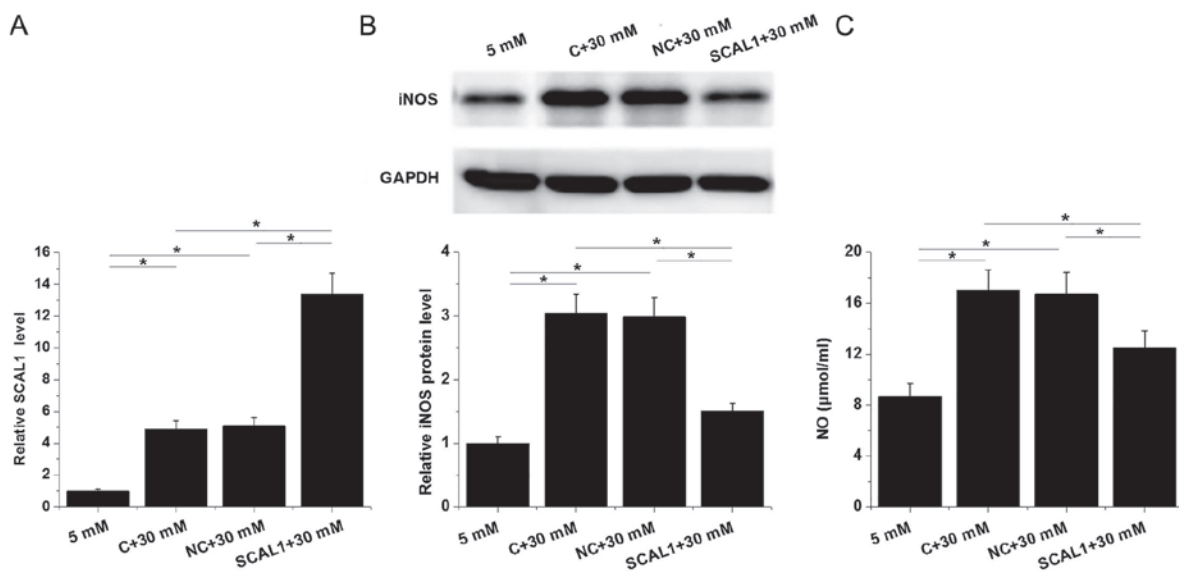 A
B
C
5 mM
C+30 mM
NC+30 mM
SCAL1+30 mM
iNOS
GAPDH
Relative SCAL1 level
16
14
12
10
8
6
4
2
0
* * * *
5 mM
C+30 mM
NC+30 mM
SCAL1+30 mM
Relative iNOS protein level
4
3
2
1
0
* * * *
5 mM
C+30 mM
NC+30 mM
SCAL1+30 mM
NO (µmol/ml)
20
16
12
8
4
0
* * * *
5 mM
C+30 mM
NC+30 mM
SCAL1+30 mM